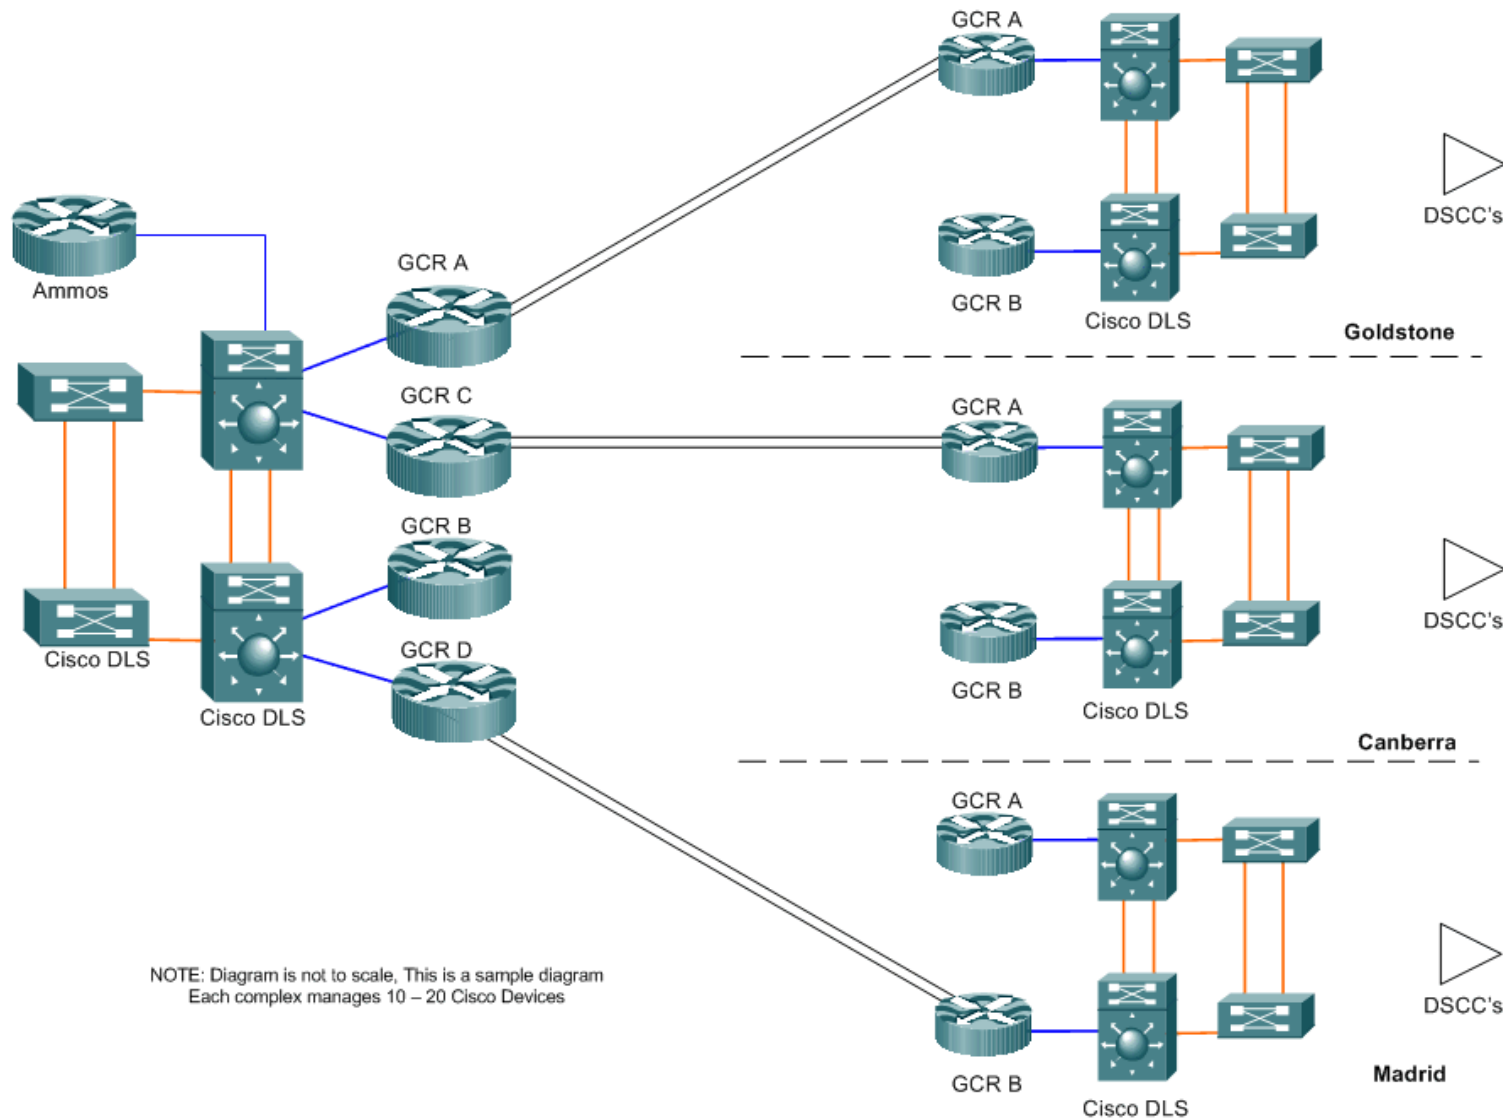 GCR A
DSCC's
GCR B
Cisco DLS
Goldstone
Ammos
GCR A
GCR C
GCR B
GCR D
Cisco DLS
Cisco DLS
GCR A
DSCC's
GCR B
Cisco DLS
Canberra
GCR A
DSCC's
GCR B
Cisco DLS
Madrid
NOTE: Diagram is not to scale, This is a sample diagram
Each complex manages 10 – 20 Cisco Devices